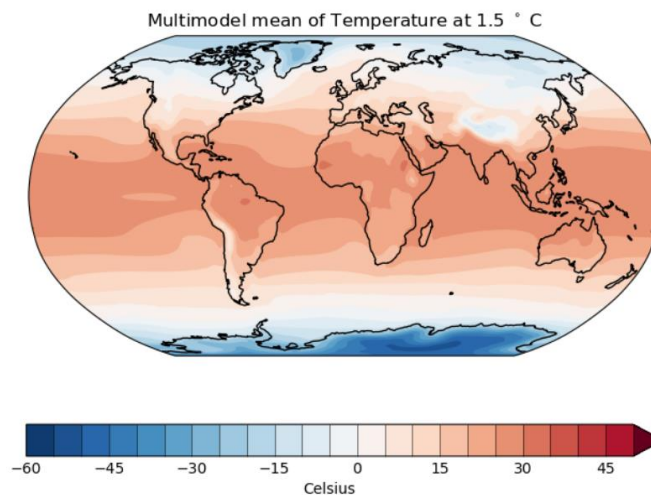 Multimodel mean of Temperature at 1.5 ° C
−60 −45 −30 −15 0 15 30 45
Celsius